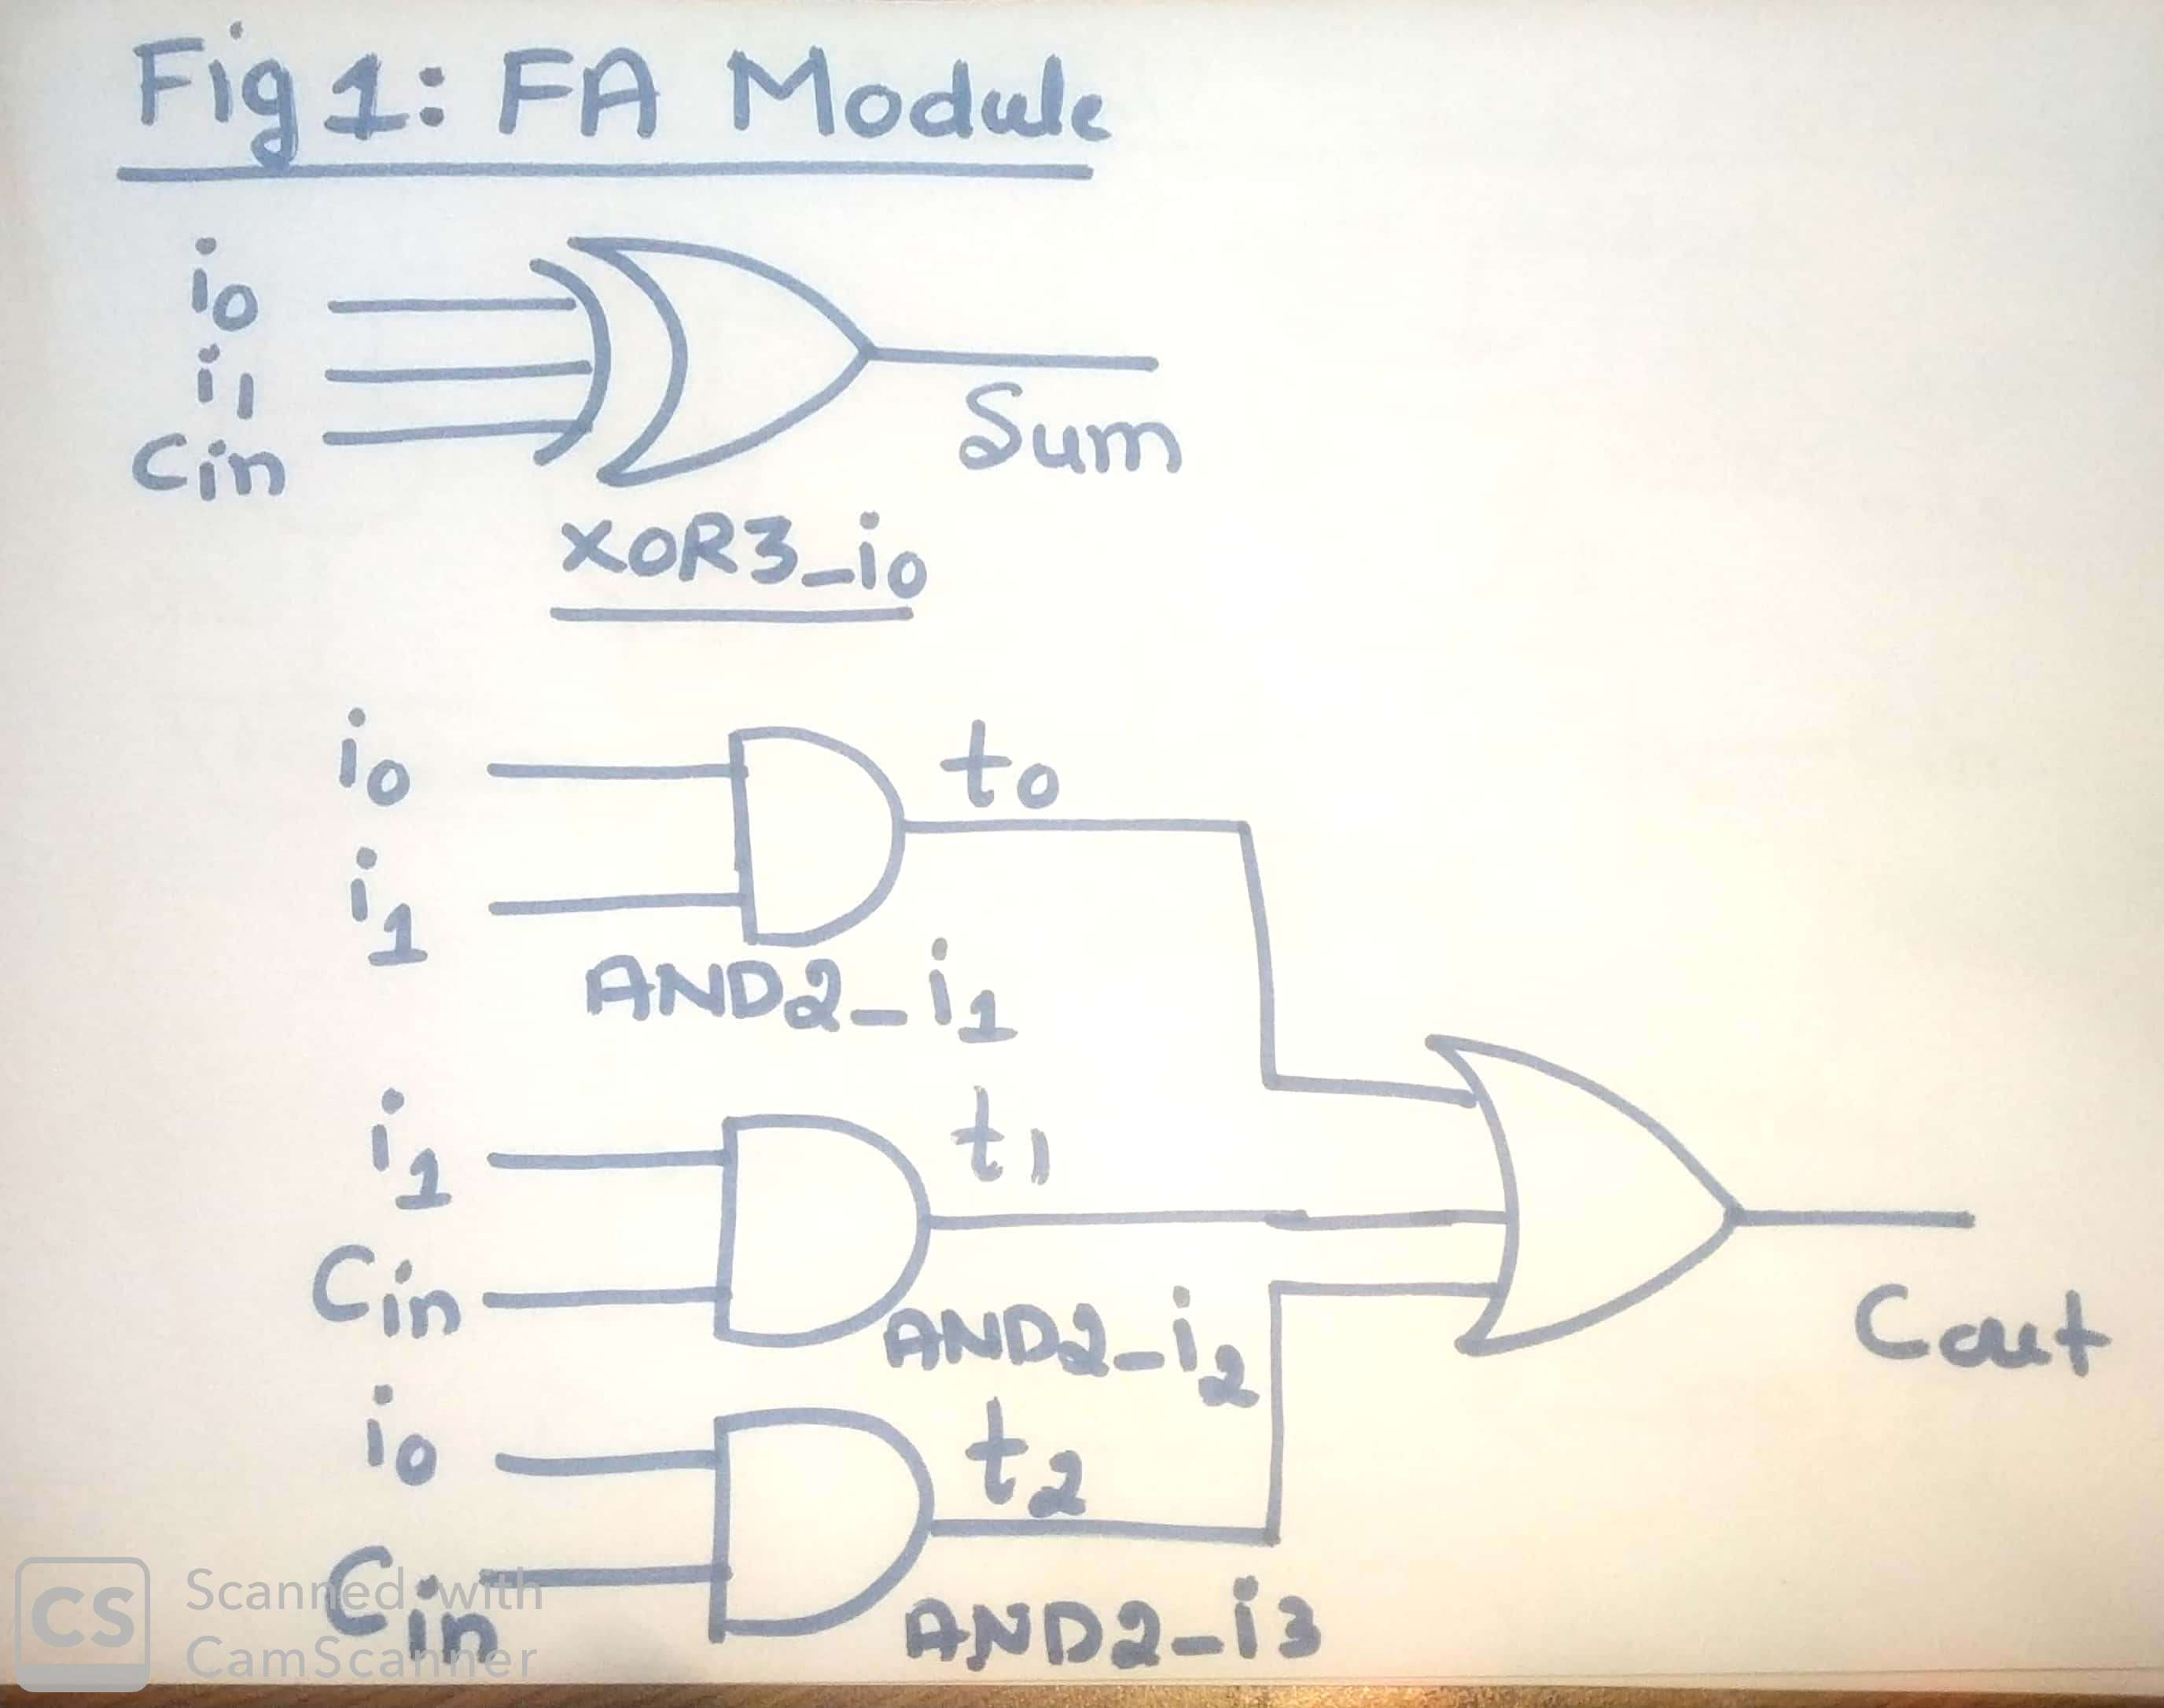 Fig 1: FA Module
i0
i1
Cin
Sum
XOR3_i0
i0
t0
i1
AND2_i1
i1
t1
Cin
AND2_i2
Cout
i0
t2
Cin
AND2_i3
CS
Scanned with
CamScanner